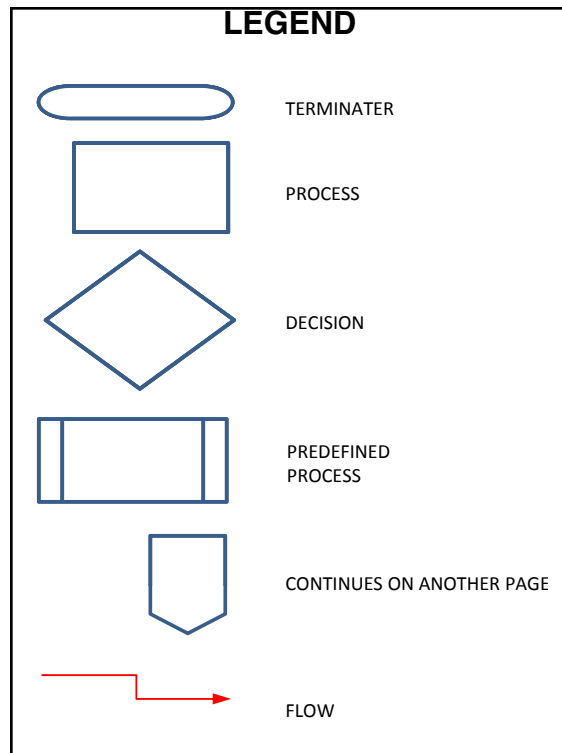 LEGEND
TERMINATER
PROCESS
DECISION
PREDEFINED
PROCESS
CONTINUES ON ANOTHER PAGE
FLOW